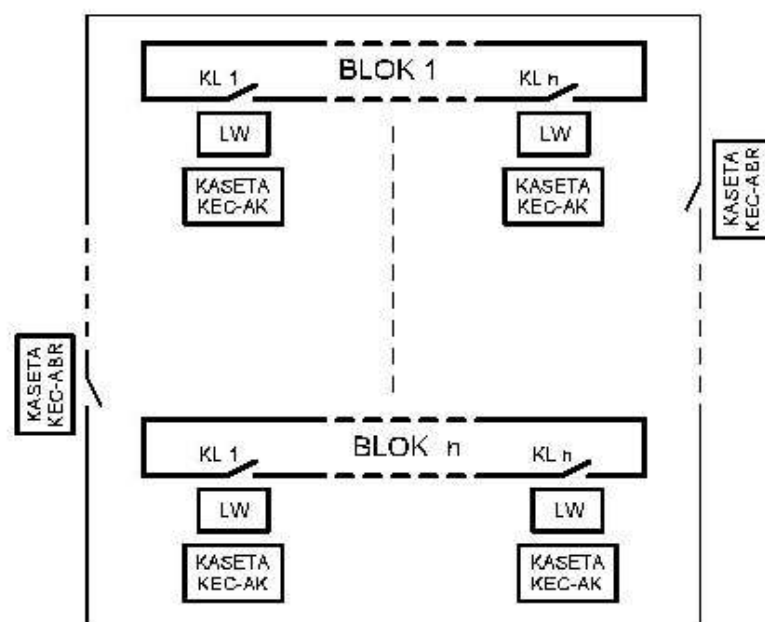 KL 1
BLOK 1
KL n
LW
LW
KASETA
KEC-AK
KASETA
KEC-AK
KASETA
KEC-ABR
KASETA
KEC-ABR
KL 1
BLOK n
KL n
LW
LW
KASETA
KEC-AK
KASETA
KEC-AK